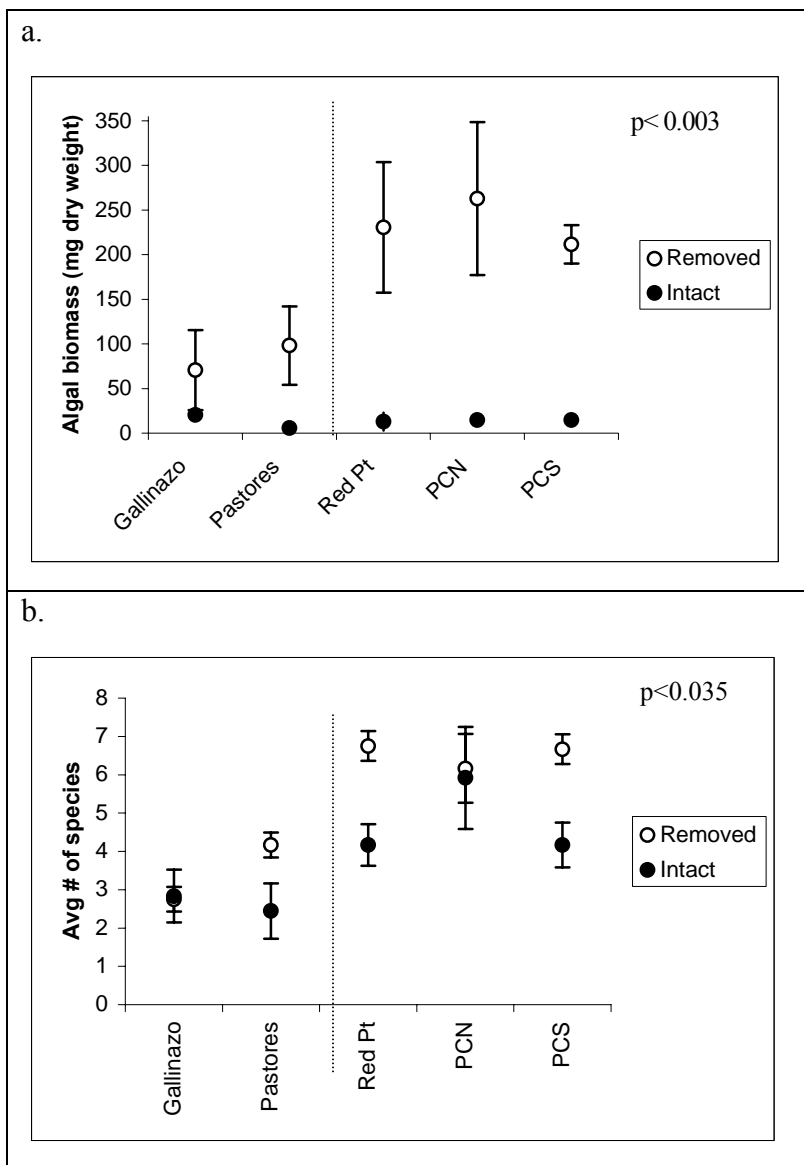 a.
p< 0.003
Algal biomass (mg dry weight)
350
300
250
200
150
100
50
0
Removed
Intact
Gallinazo
Pastores
Red Pt
PCN
PCS
b.
p<0.035
Avg # of species
8
7
6
5
4
3
2
1
0
Removed
Intact
Gallinazo
Pastores
Red Pt
PCN
PCS